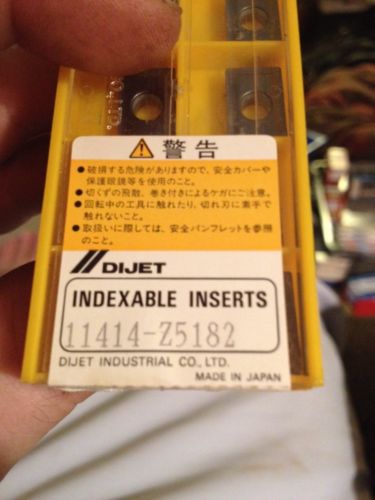 警告
●破損する危険がありますので、安全カバーや
保護眼鏡等を使用のこと。
●切くずの飛散、巻き付きによるケガにご注意。
●回転中の工具に触れたり、切れ刃に素手で
触れないこと。
●取扱いに際しては、安全パンフレットを参照
のこと。
DIJET
INDEXABLE INSERTS
11414-Z5182
DIJET INDUSTRIAL CO., LTD.
MADE IN JAPAN